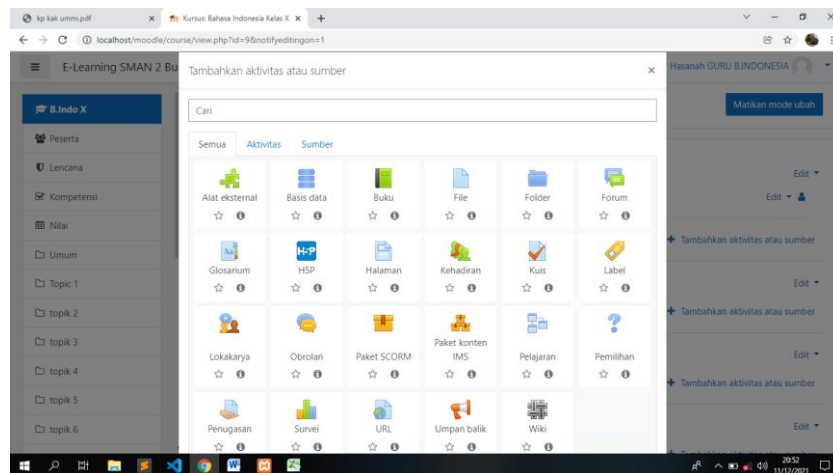 kp kak ummi.pdf
Kursus: Bahasa Indonesia Kelas X
localhost/moodle/course/view.php?id=98&notifyeditingon=1
E-Learning SMAN 2 Bu
Hasanah GURU B.INDONESIA
Tambahkan aktivitas atau sumber
Matikan mode ubah
Cari
Semua Aktivitas Sumber
B.Indo X
Peserta
Lencana
Kompetensi
Nilai
Umum
Topic 1
topik 2
topik 3
topik 4
topik 5
topik 6
Alat eksternal Basis data Buku File Folder Forum
Glosarium H5P Halaman Kehadiran Kuis Label
Lokakarya Obrolan Paket SCORM Paket konten IMS Pelajaran Pemilihan
Penugasan Survei URL Umpan balik Wiki
Edit
Edit
Tambahkan aktivitas atau sumber
Edit
Tambahkan aktivitas atau sumber
Edit
Tambahkan aktivitas atau sumber
Edit
20:52
11/12/2021